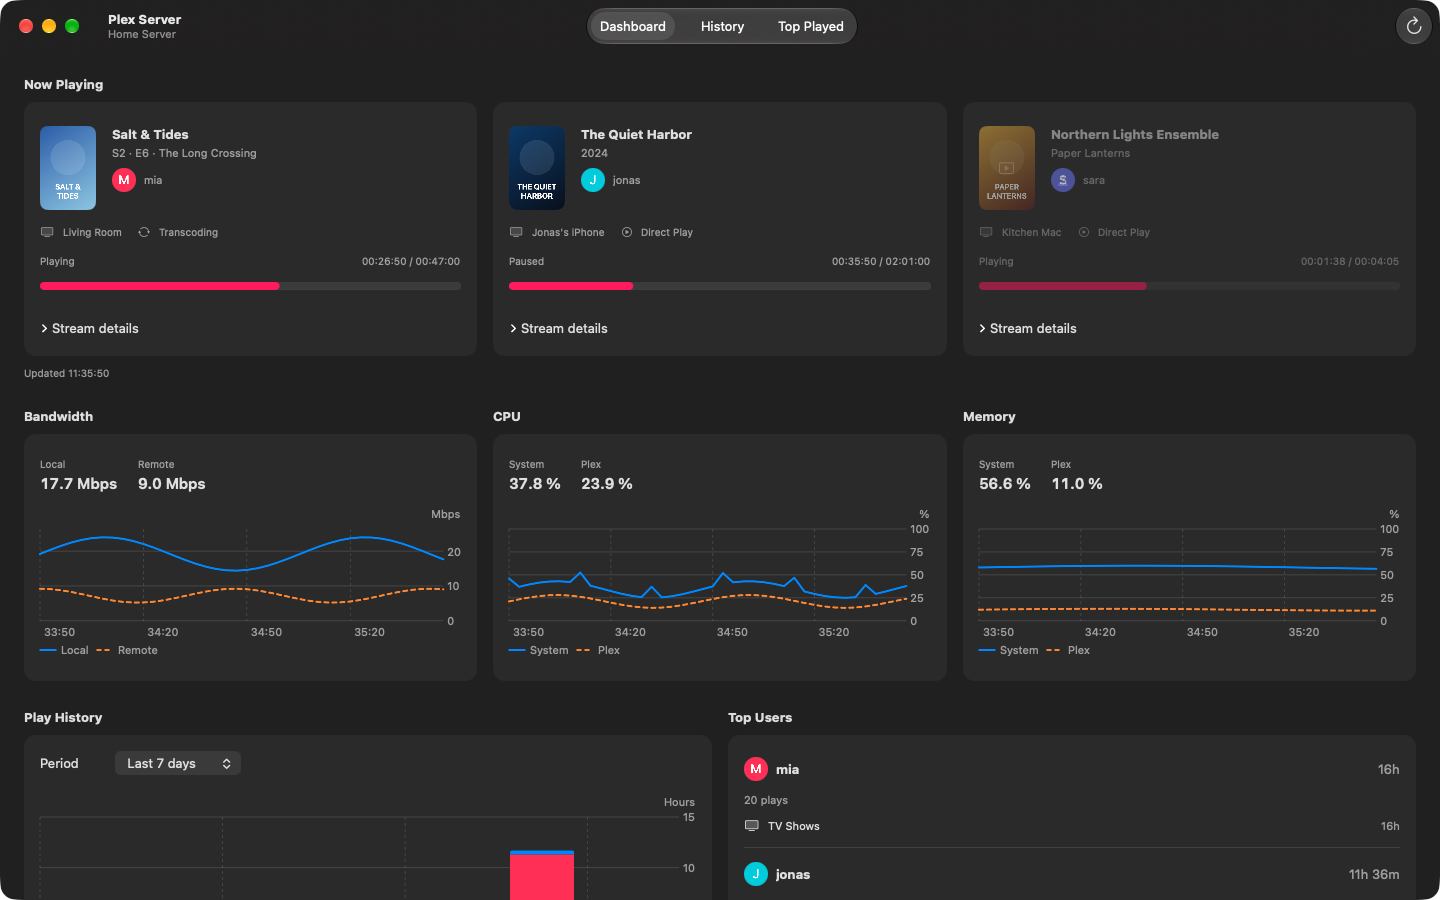 Plex Server
Home Server
Dashboard
History
Top Played
Now Playing
SALT & TIDES
Salt & Tides
S2 · E6 · The Long Crossing
M
mia
Living Room
Transcoding
Playing
00:26:50 / 00:47:00
Stream details
THE QUIET HARBOR
The Quiet Harbor
2024
J
jonas
Jonas's iPhone
Direct Play
Paused
00:35:50 / 02:01:00
Stream details
PAPER LANTERNS
Northern Lights Ensemble
Paper Lanterns
S
sara
Kitchen Mac
Direct Play
Playing
00:01:38 / 00:04:05
Stream details
Updated 11:35:50
Bandwidth
Local
Remote
17.7 Mbps
9.0 Mbps
Mbps
20
10
0
33:50
34:20
34:50
35:20
Local
Remote
CPU
System
Plex
37.8 %
23.9 %
%
100
75
50
25
0
33:50
34:20
34:50
35:20
System
Plex
Memory
System
Plex
56.6 %
11.0 %
%
100
75
50
25
0
33:50
34:20
34:50
35:20
System
Plex
Play History
Period
Last 7 days
Hours
15
10
Top Users
M
mia
16h
20 plays
TV Shows
16h
J
jonas
11h 36m